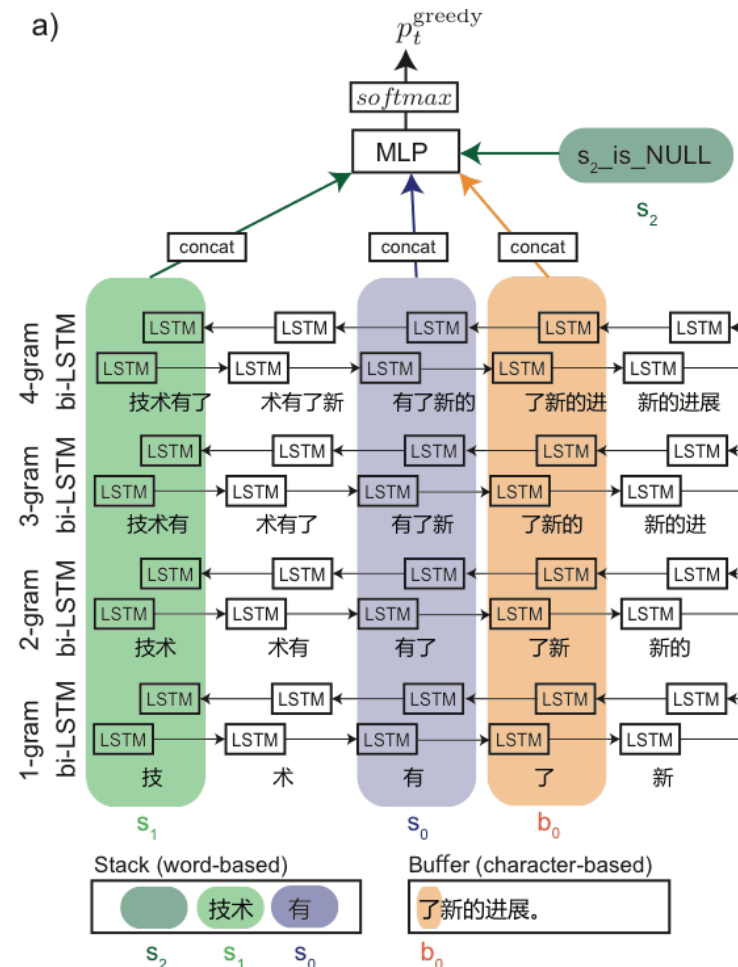 a)
p_t^greedy
softmax
MLP
s₂_is_NULL
s₂
concat concat concat
4-gram bi-LSTM
LSTM LSTM LSTM LSTM LSTM
LSTM LSTM LSTM LSTM LSTM
技术有了 术有了新 有了新的 了新的进 新的进展
3-gram bi-LSTM
LSTM LSTM LSTM LSTM LSTM
LSTM LSTM LSTM LSTM LSTM
技术有 术有了 有了新 了新的 新的进
2-gram bi-LSTM
LSTM LSTM LSTM LSTM LSTM
LSTM LSTM LSTM LSTM LSTM
技术 术有 有了 了新 新的
1-gram bi-LSTM
LSTM LSTM LSTM LSTM LSTM
LSTM LSTM LSTM LSTM LSTM
技 术 有 了 新
s₁ s₀ b₀
Stack (word-based) Buffer (character-based)
技术 有 了新的进展。
s₂ s₁ s₀ b₀